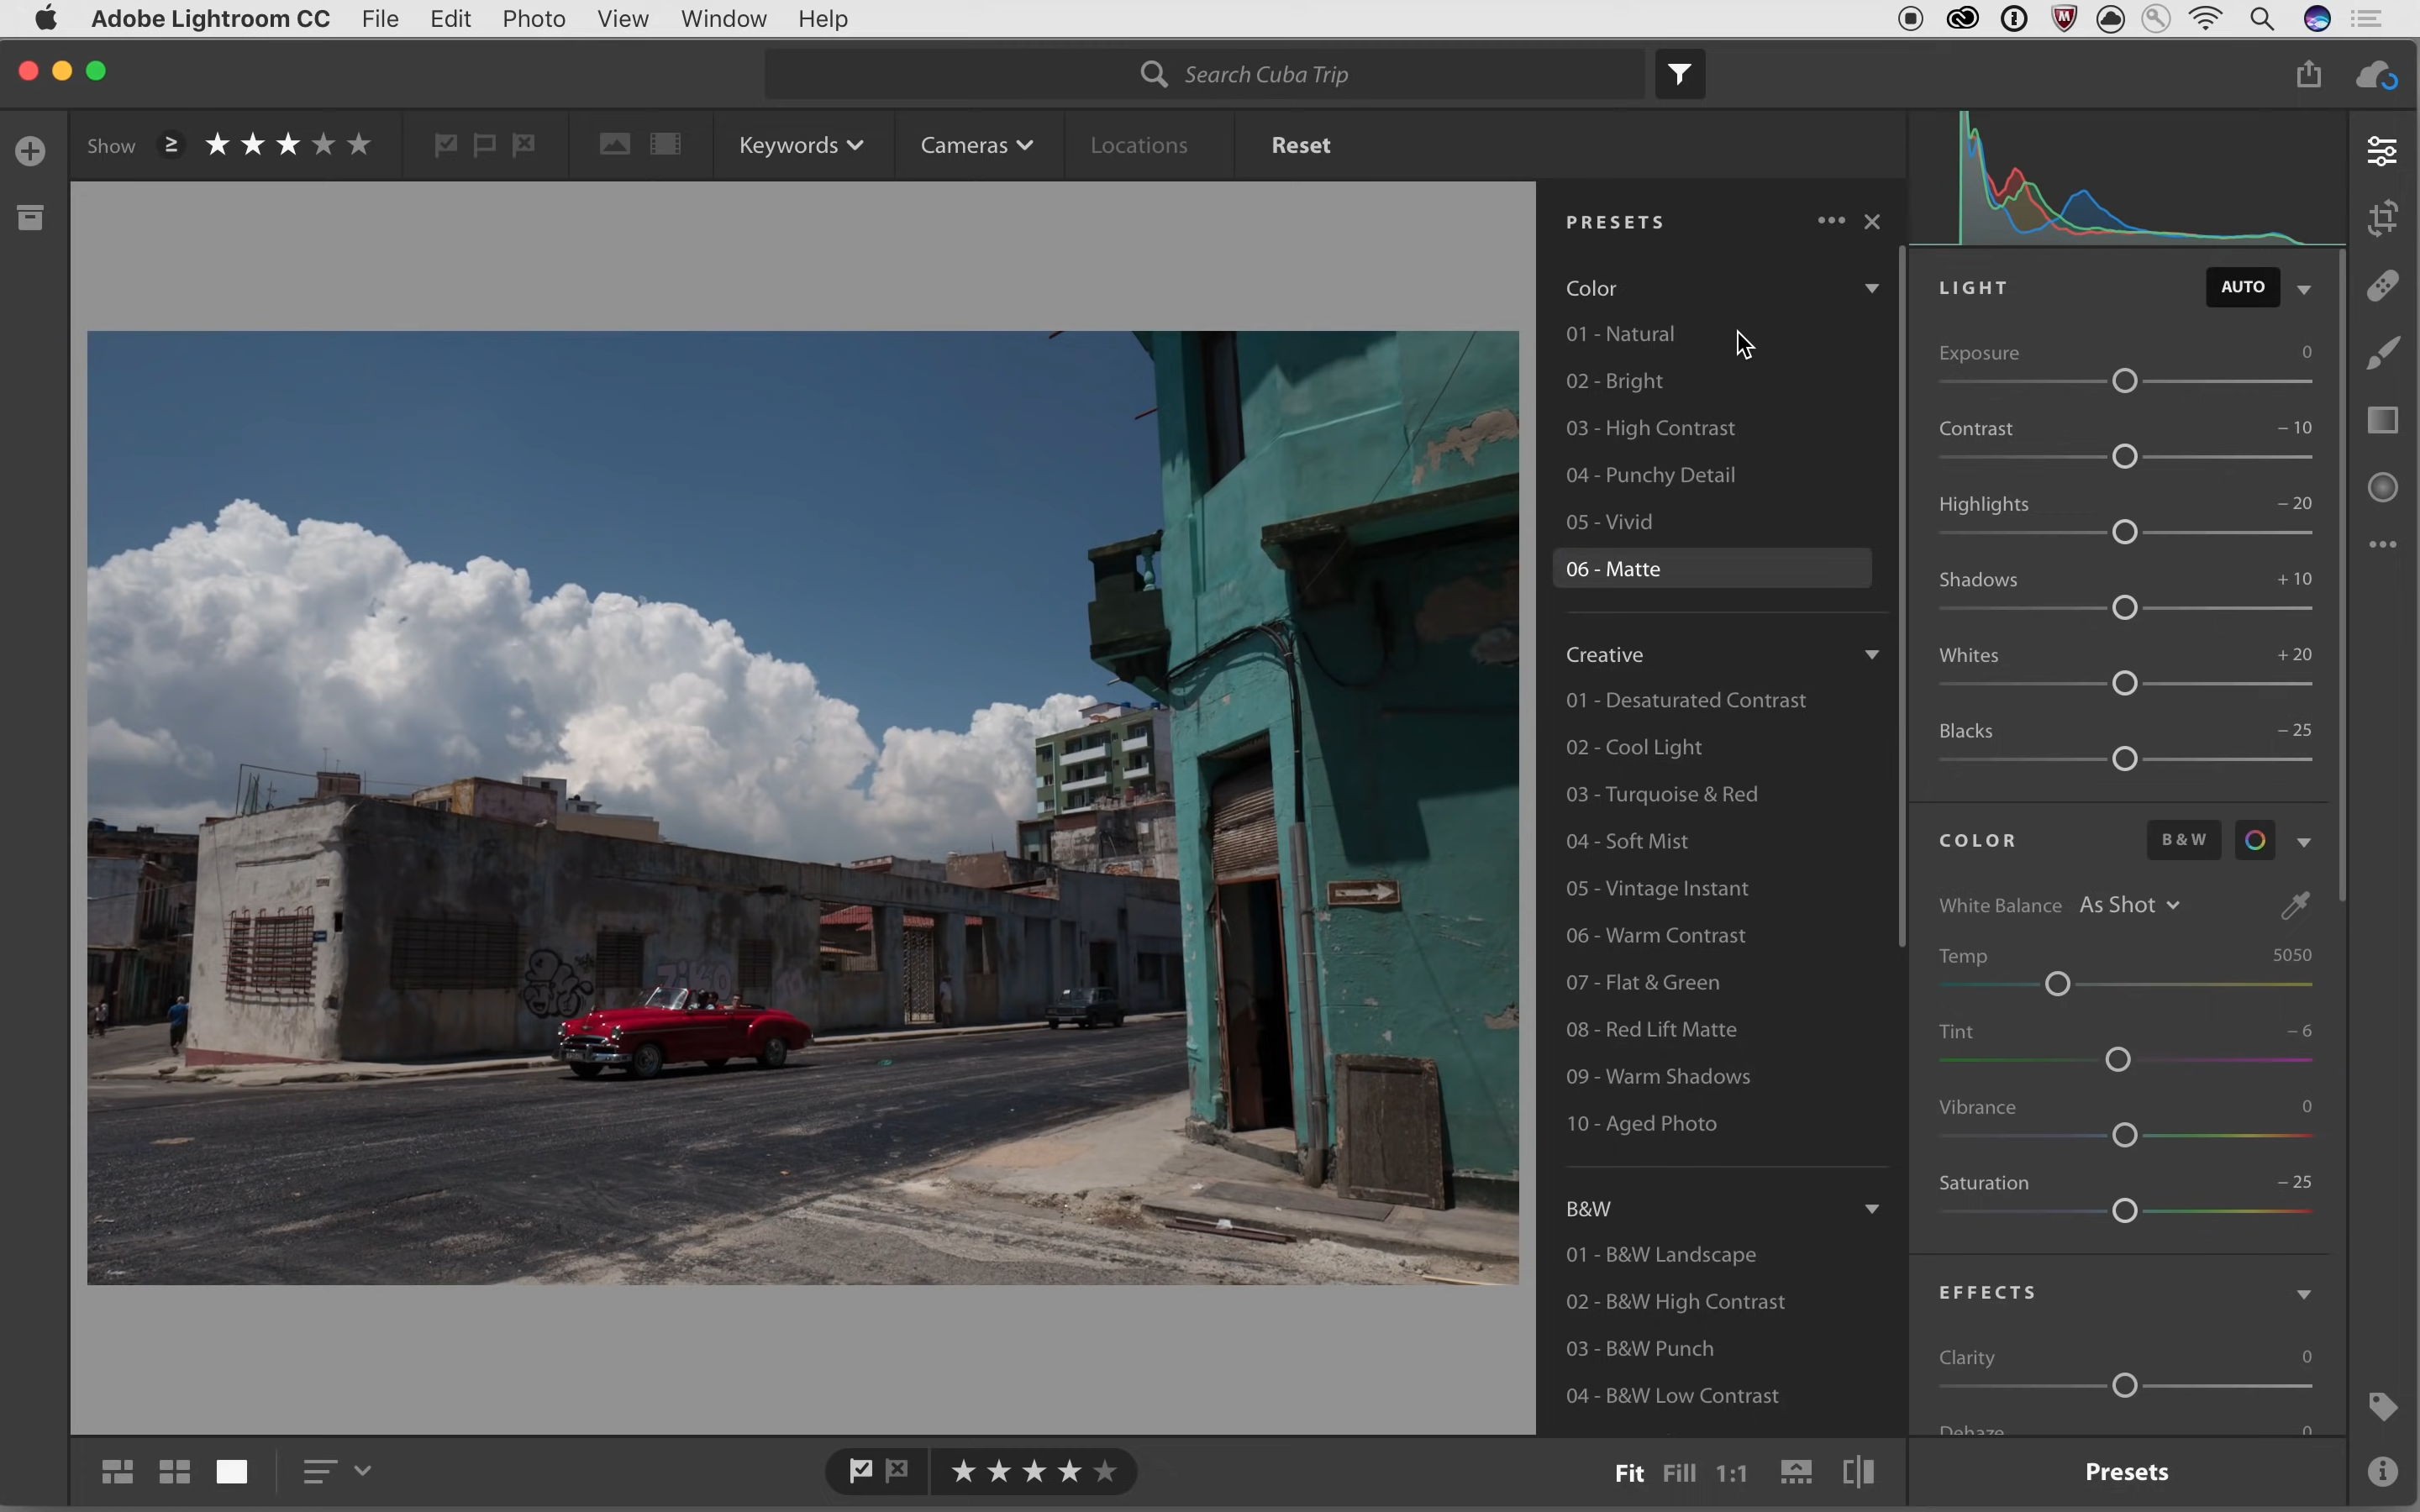 Adobe Lightroom CC File Edit Photo View Window Help
Search Cuba Trip
Show ≥ Keywords Cameras Locations Reset
PRESETS
Color
01 - Natural
02 - Bright
03 - High Contrast
04 - Punchy Detail
05 - Vivid
06 - Matte
Creative
01 - Desaturated Contrast
02 - Cool Light
03 - Turquoise & Red
04 - Soft Mist
05 - Vintage Instant
06 - Warm Contrast
07 - Flat & Green
08 - Red Lift Matte
09 - Warm Shadows
10 - Aged Photo
B&W
01 - B&W Landscape
02 - B&W High Contrast
03 - B&W Punch
04 - B&W Low Contrast
LIGHT AUTO
Exposure 0
Contrast – 10
Highlights – 20
Shadows + 10
Whites + 20
Blacks – 25
COLOR B & W
White Balance As Shot
Temp 5050
Tint – 6
Vibrance 0
Saturation – 25
EFFECTS
Clarity 0
Dehaze 0
ZIKO
Fit Fill 1:1
Presets